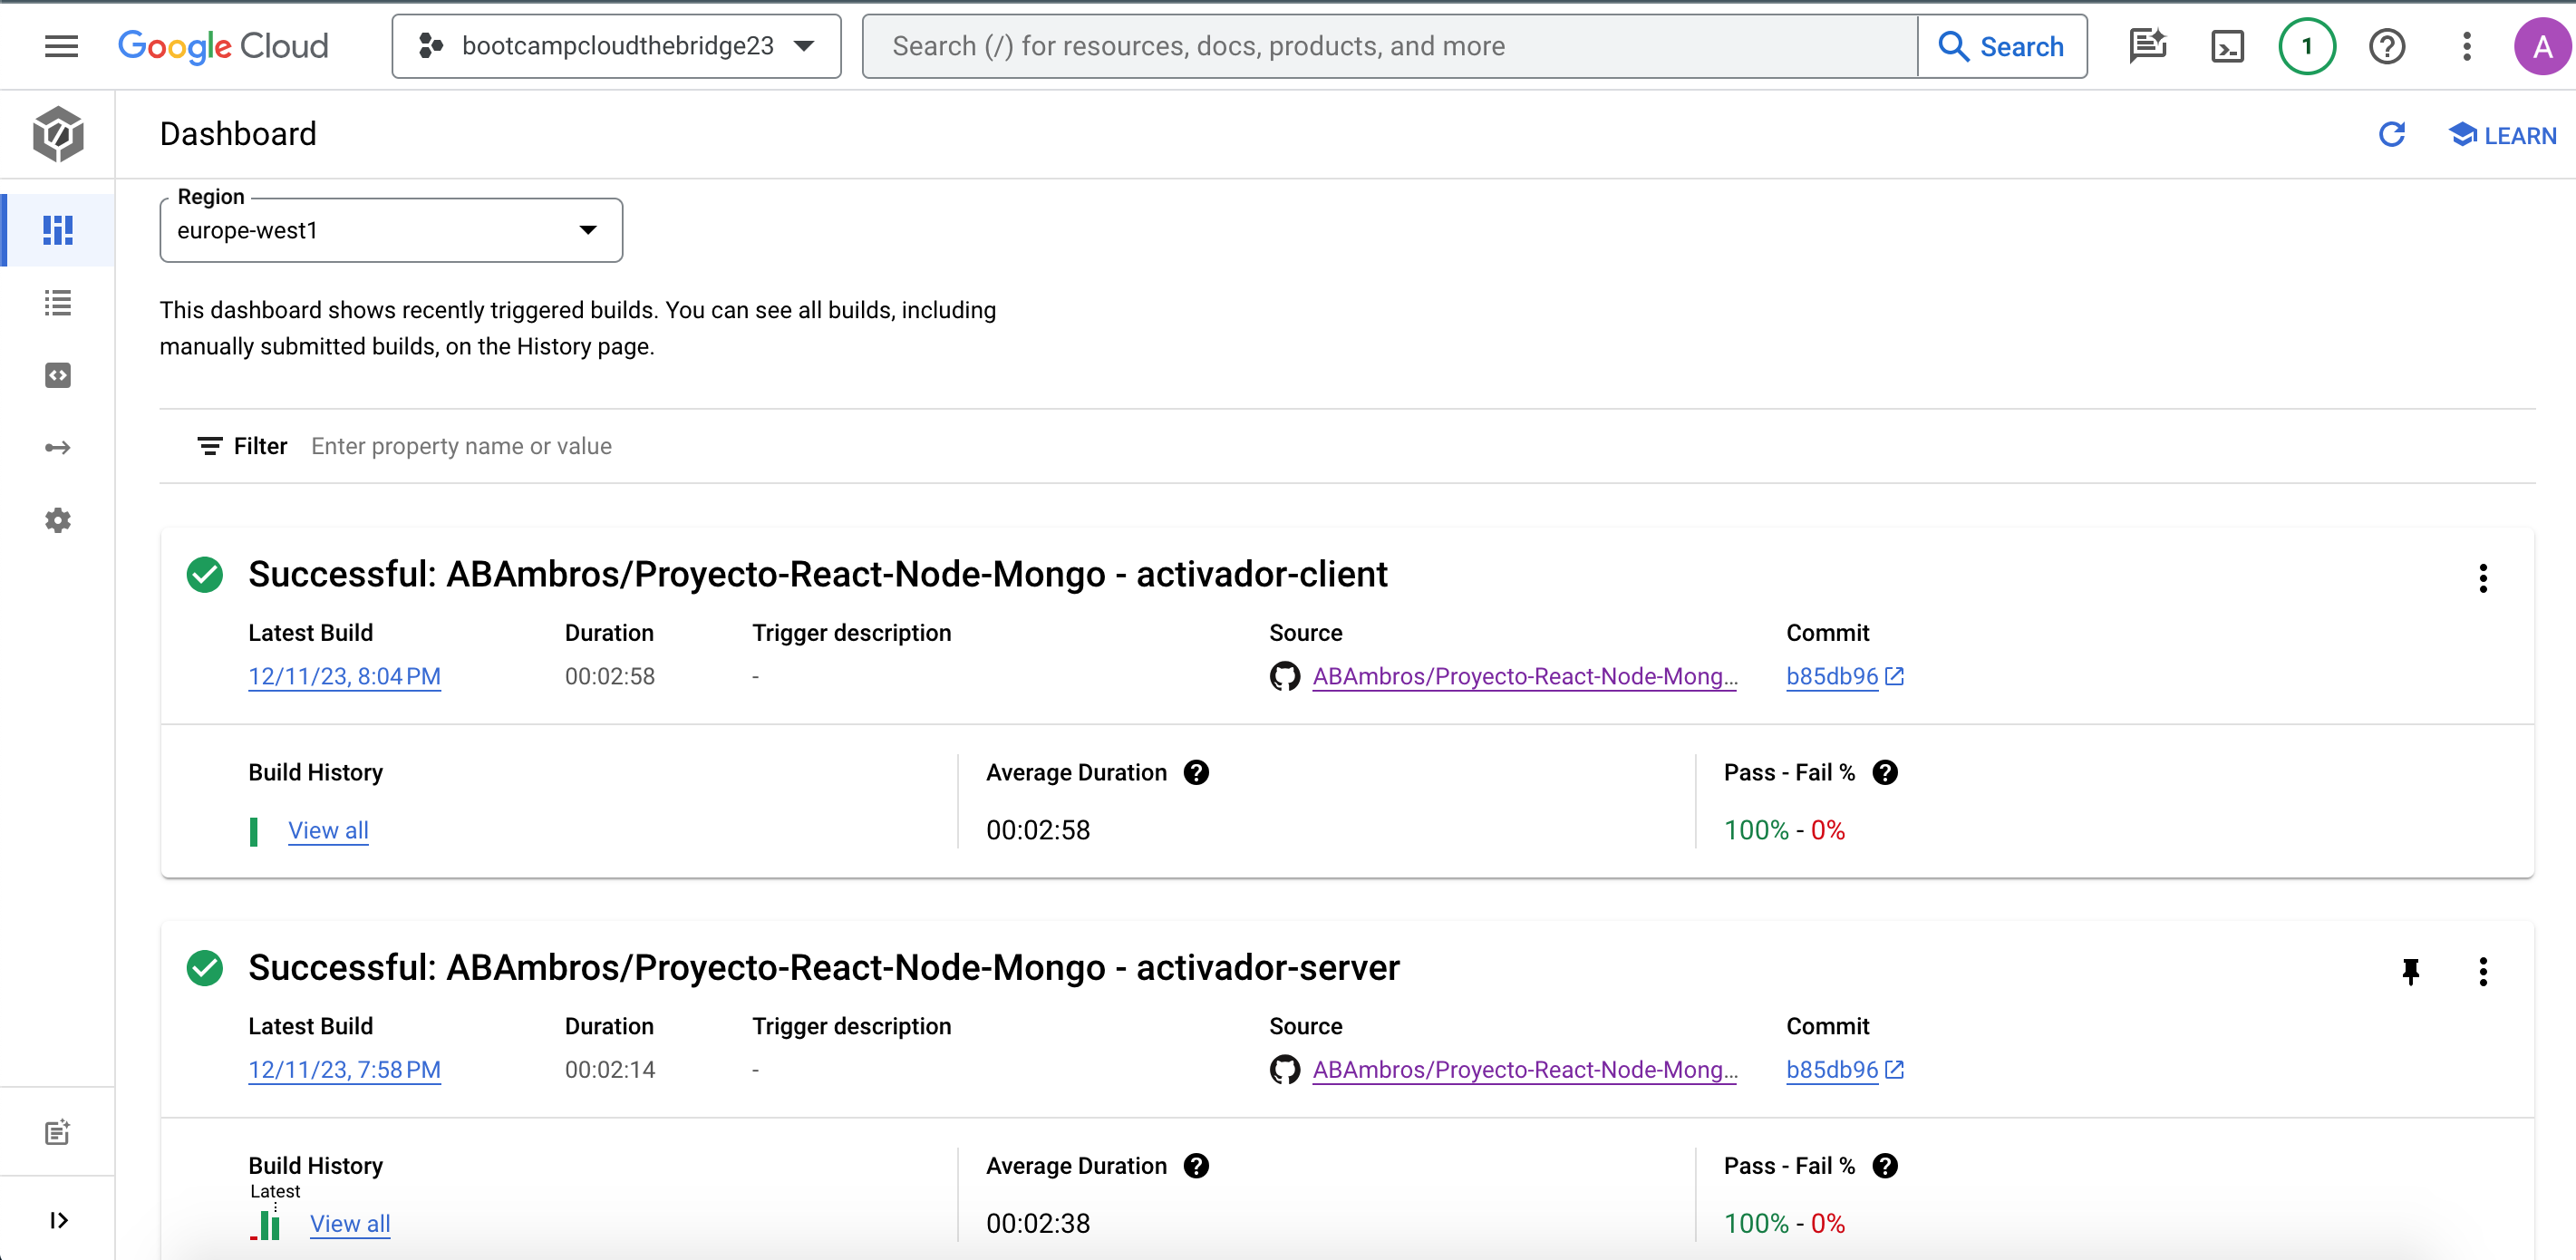 Google Cloud
bootcampcloudthebridge23
Search (/) for resources, docs, products, and more
Search
1
A
Dashboard
LEARN
Region
europe-west1
This dashboard shows recently triggered builds. You can see all builds, including
manually submitted builds, on the History page.
Filter Enter property name or value
Successful: ABAmbros/Proyecto-React-Node-Mongo - activador-client
Latest Build Duration Trigger description Source Commit
12/11/23, 8:04 PM 00:02:58 - ABAmbros/Proyecto-React-Node-Mong... b85db96
Build History Average Duration Pass - Fail %
View all 00:02:58 100% - 0%
Successful: ABAmbros/Proyecto-React-Node-Mongo - activador-server
Latest Build Duration Trigger description Source Commit
12/11/23, 7:58 PM 00:02:14 - ABAmbros/Proyecto-React-Node-Mong... b85db96
Build History Average Duration Pass - Fail %
Latest
View all 00:02:38 100% - 0%